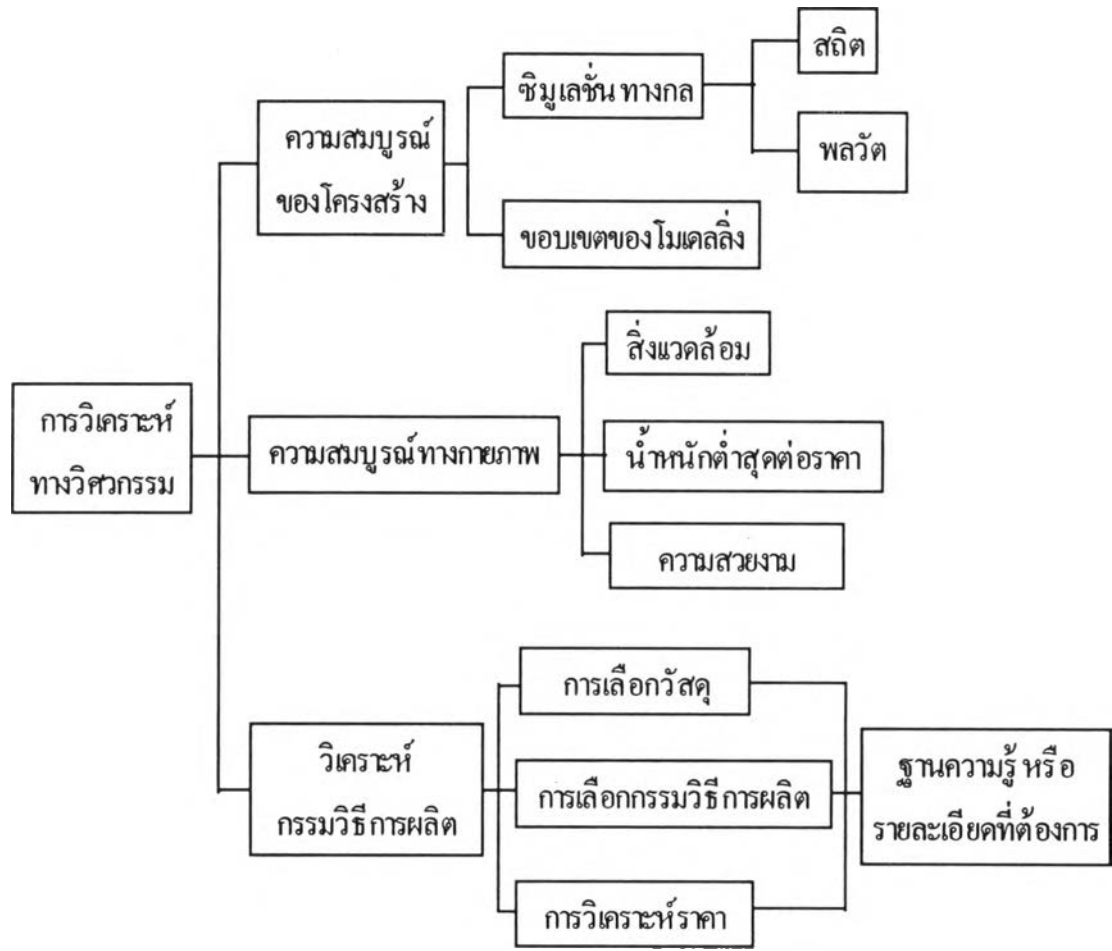 สถิต
ซิมูเลชั่น ทางกล
พลวัต
ความสมบูรณ์
ของโครงสร้าง
ขอบเขตของโมเดลลิ่ง
สิ่งแวดล้อม
การวิเคราะห์
ทางวิศวกรรม
ความสมบูรณ์ทางกายภาพ
น้ำหนักต่ำสุดต่อราคา
ความสวยงาม
วิเคราะห์
กรรมวิธีการผลิต
การเลือกวัสดุ
การเลือกกรรมวิธีการผลิต
การวิเคราะห์ราคา
ฐานความรู้ หรือ
รายละเอียดที่ต้องการ